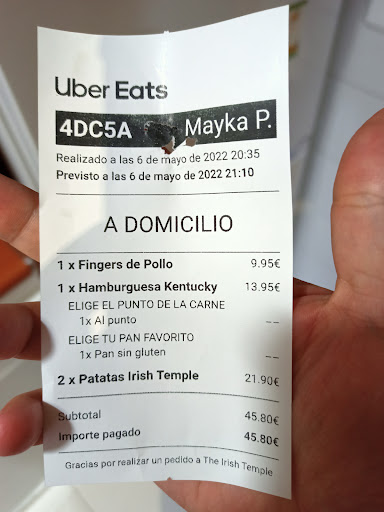 Uber Eats
4DC5A Mayka P.
Realizado a las 6 de mayo de 2022 20:35
Previsto a las 6 de mayo de 2022 21:10
A DOMICILIO
1 x Fingers de Pollo 9.95€
1 x Hamburguesa Kentucky 13.95€
ELIGE EL PUNTO DE LA CARNE
1x Al punto --
ELIGE TU PAN FAVORITO
1x Pan sin gluten --
2 x Patatas Irish Temple 21.90€
Subtotal 45.80€
Importe pagado 45.80€
Gracias por realizar un pedido a The Irish Temple